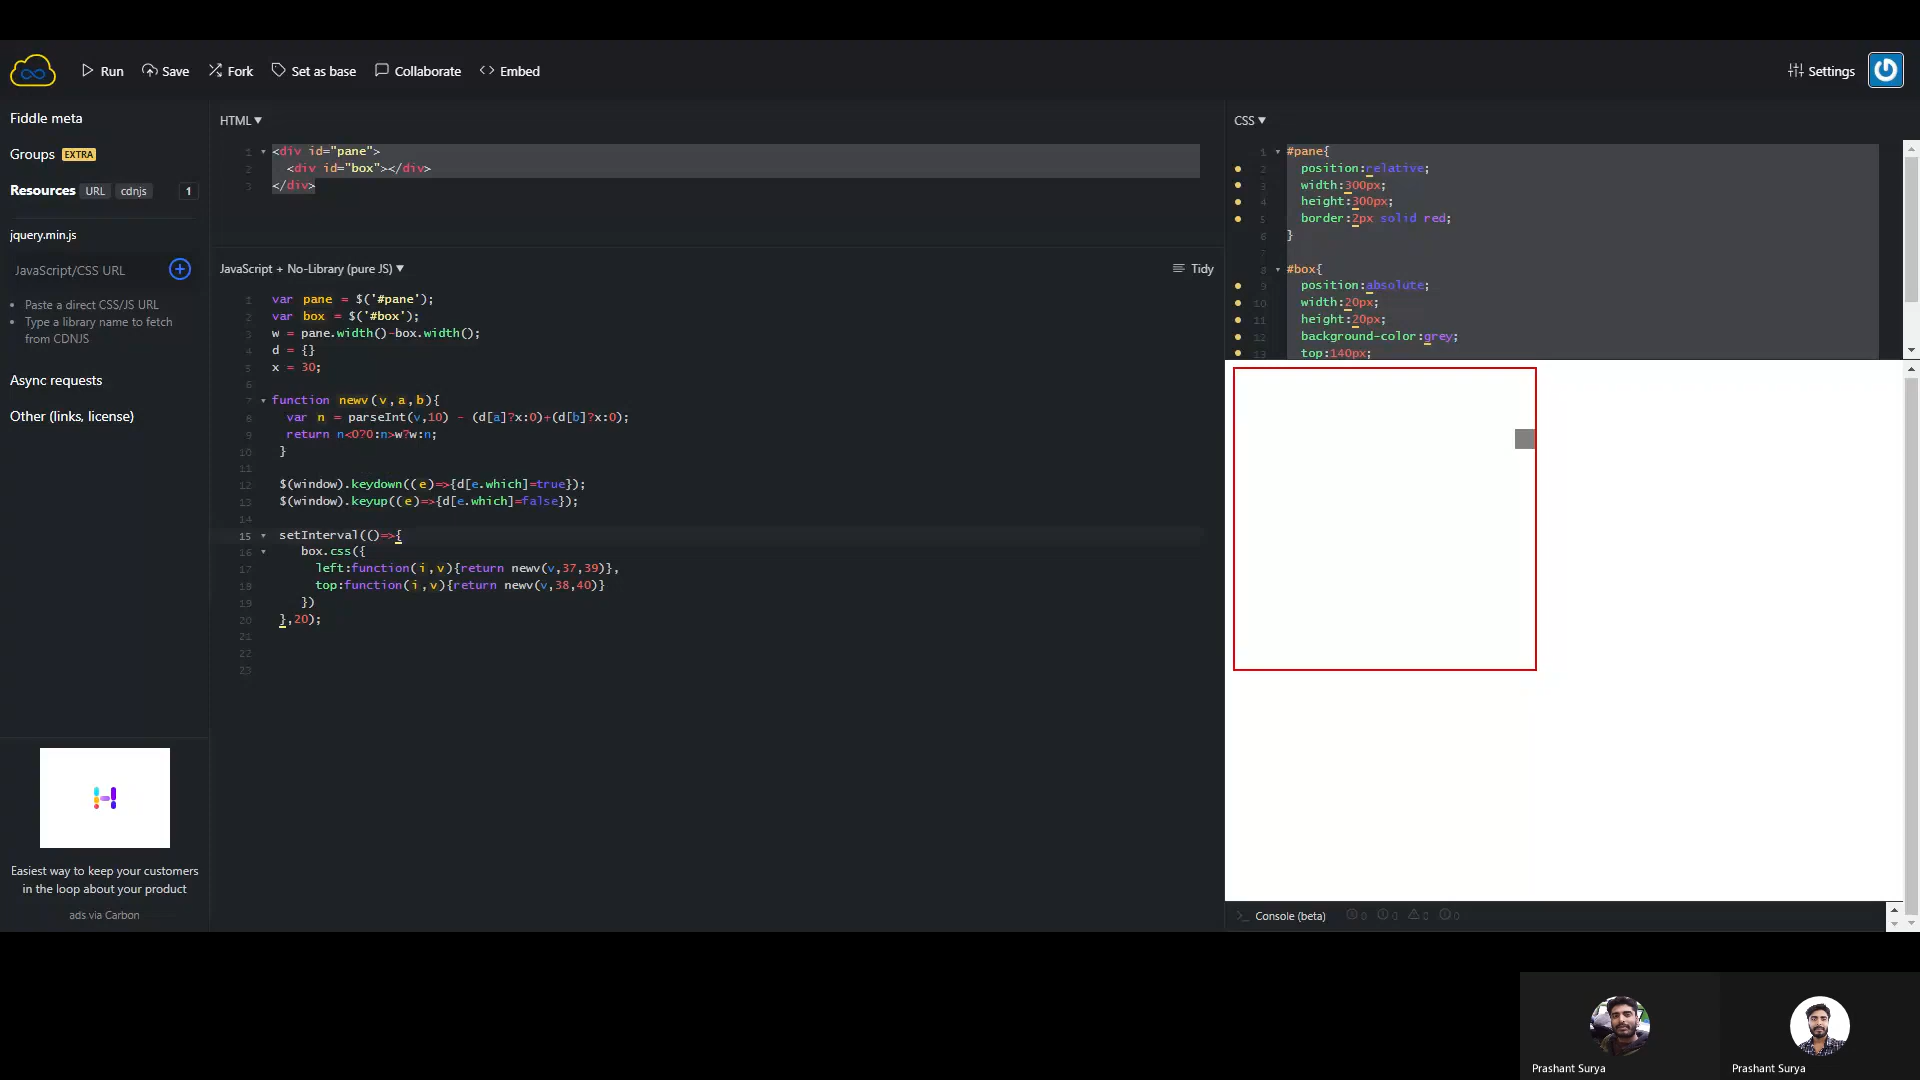 Run
Save
Fork
Set as base
Collaborate
Embed
Settings
Fiddle meta
Groups EXTRA
Resources URL cdnjs 1
jquery.min.js
JavaScript/CSS URL
Paste a direct CSS/JS URL
Type a library name to fetch
from CDNJS
Async requests
Other (links, license)
Easiest way to keep your customers
in the loop about your product
ads via Carbon
HTML ▼
1 <div id="pane">
2 <div id="box"></div>
3 </div>
JavaScript + No-Library (pure JS) ▼
Tidy
1 var pane = $('#pane');
2 var box = $('#box');
3 w = pane.width()-box.width();
4 d = {}
5 x = 30;
6
7 function newv(v,a,b){
8 var n = parseInt(v,10) - (d[a]?x:0)+(d[b]?x:0);
9 return n<0?0:n>w?w:n;
10 }
11
12 $(window).keydown((e)=>{d[e.which]=true});
13 $(window).keyup((e)=>{d[e.which]=false});
14
15 setInterval(()=>{
16 box.css({
17 left:function(i,v){return newv(v,37,39)},
18 top:function(i,v){return newv(v,38,40)}
19 })
20 },20);
21
22
23
CSS ▼
1 #pane{
2 position:relative;
3 width:300px;
4 height:300px;
5 border:2px solid red;
6 }
7
8 #box{
9 position:absolute;
10 width:20px;
11 height:20px;
12 background-color:grey;
13 top:140px;
>_ Console (beta) 0 0 0 0
Prashant Surya
Prashant Surya